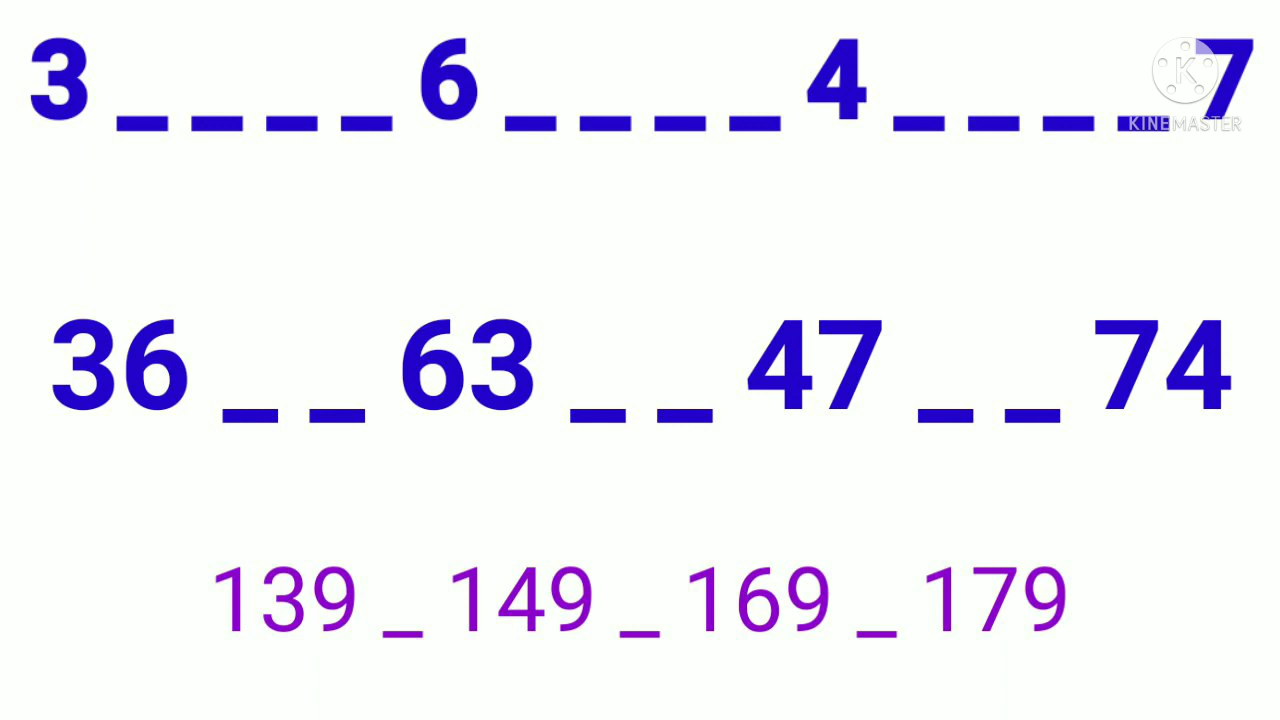 3 _ _ _ _ 6 _ _ _ _ 4 _ _ _ _ 7
KINEMASTER
36 _ _ 63 _ _ 47 _ _ 74
139 _ 149 _ 169 _ 179